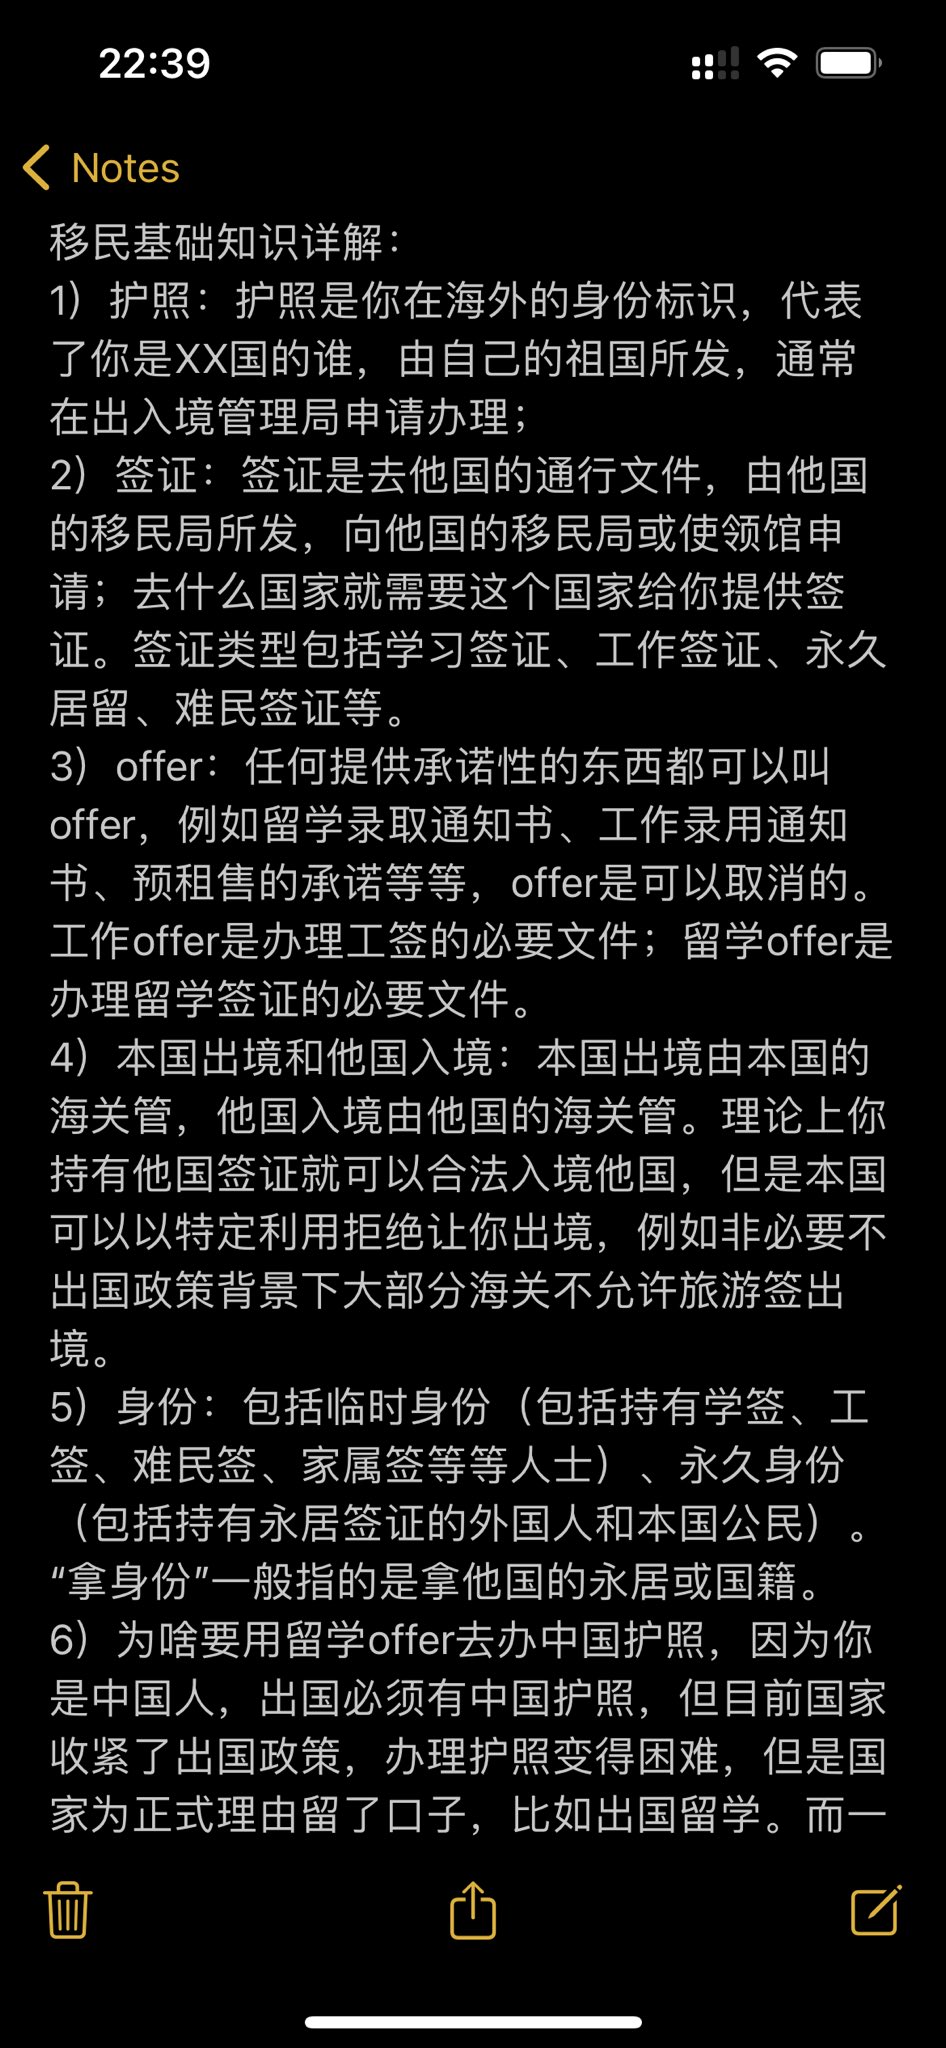 22:39
Notes
移民基础知识详解：
1）护照：护照是你在海外的身份标识，代表
了你是XX国的谁，由自己的祖国所发，通常
在出入境管理局申请办理；
2）签证：签证是去他国的通行文件，由他国
的移民局所发，向他国的移民局或使领馆申
请；去什么国家就需要这个国家给你提供签
证。签证类型包括学习签证、工作签证、永久
居留、难民签证等。
3）offer：任何提供承诺性的东西都可以叫
offer，例如留学录取通知书、工作录用通知
书、预租售的承诺等等，offer是可以取消的。
工作offer是办理工签的必要文件；留学offer是
办理留学签证的必要文件。
4）本国出境和他国入境：本国出境由本国的
海关管，他国入境由他国的海关管。理论上你
持有他国签证就可以合法入境他国，但是本国
可以以特定利用拒绝让你出境，例如非必要不
出国政策背景下大部分海关不允许旅游签出
境。
5）身份：包括临时身份（包括持有学签、工
签、难民签、家属签等等人士）、永久身份
（包括持有永居签证的外国人和本国公民）。
“拿身份”一般指的是拿他国的永居或国籍。
6）为啥要用留学offer去办中国护照，因为你
是中国人，出国必须有中国护照，但目前国家
收紧了出国政策，办理护照变得困难，但是国
家为正式理由留了口子，比如出国留学。而一